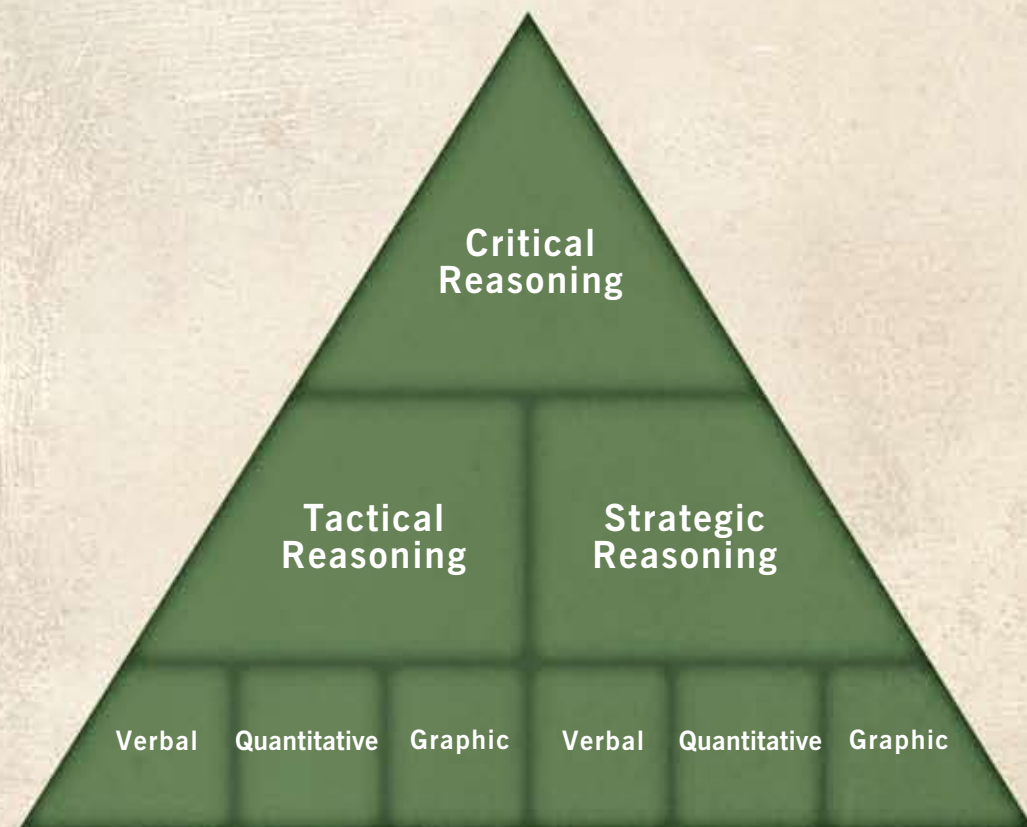 Critical
Reasoning
Tactical
Reasoning
Strategic
Reasoning
Verbal
Quantitative
Graphic
Verbal
Quantitative
Graphic